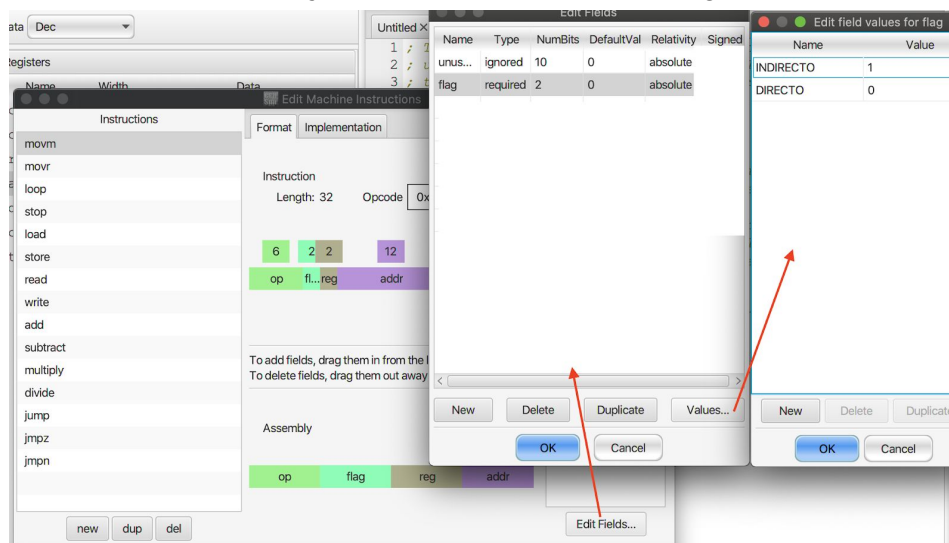 ata Dec
Untitled ×
Edit Fields
Edit field values for flag
1 ;
2 ;
3 ;
Registers
Name Width Data
Edit Machine Instructions
Instructions
movm
movr
loop
stop
load
store
read
write
add
subtract
multiply
divide
jump
jmpz
jmpn
new dup del
Format Implementation
Instruction
Length: 32 Opcode 0x
6 2 2 12
op fl... reg addr
To add fields, drag them in from the
To delete fields, drag them out away
Assembly
op flag reg addr
Edit Fields...
Name Type NumBits DefaultVal Relativity Signed
unus... ignored 10 0 absolute
flag required 2 0 absolute
New Delete Duplicate Values...
OK Cancel
Name Value
INDIRECTO 1
DIRECTO 0
New Delete Duplicat
OK Cancel